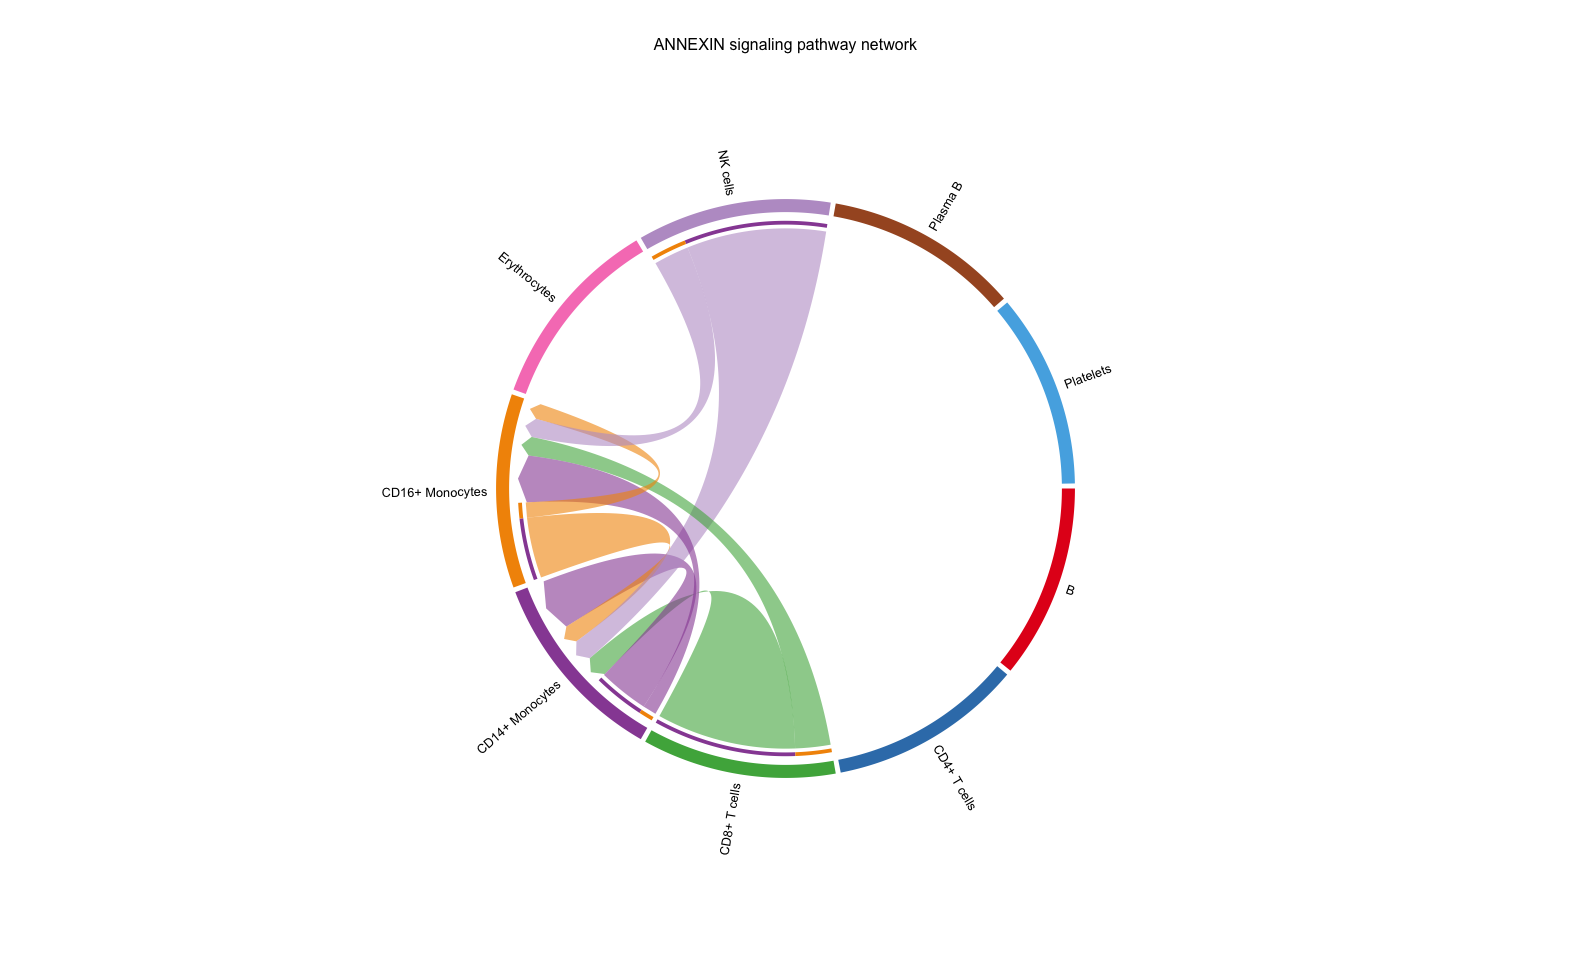 ANNEXIN signaling pathway network
NK cells
Plasma B
Erythrocytes
Platelets
CD16+ Monocytes
B
CD14+ Monocytes
CD4+ T cells
CD8+ T cells